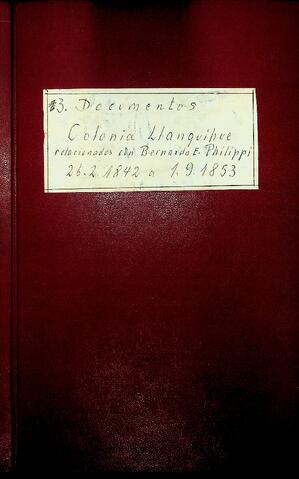 13. Documentos
Colonia Llanquihue
relacionados con Bernardo E. Philippi
26.2.1842 a 1.9.1853